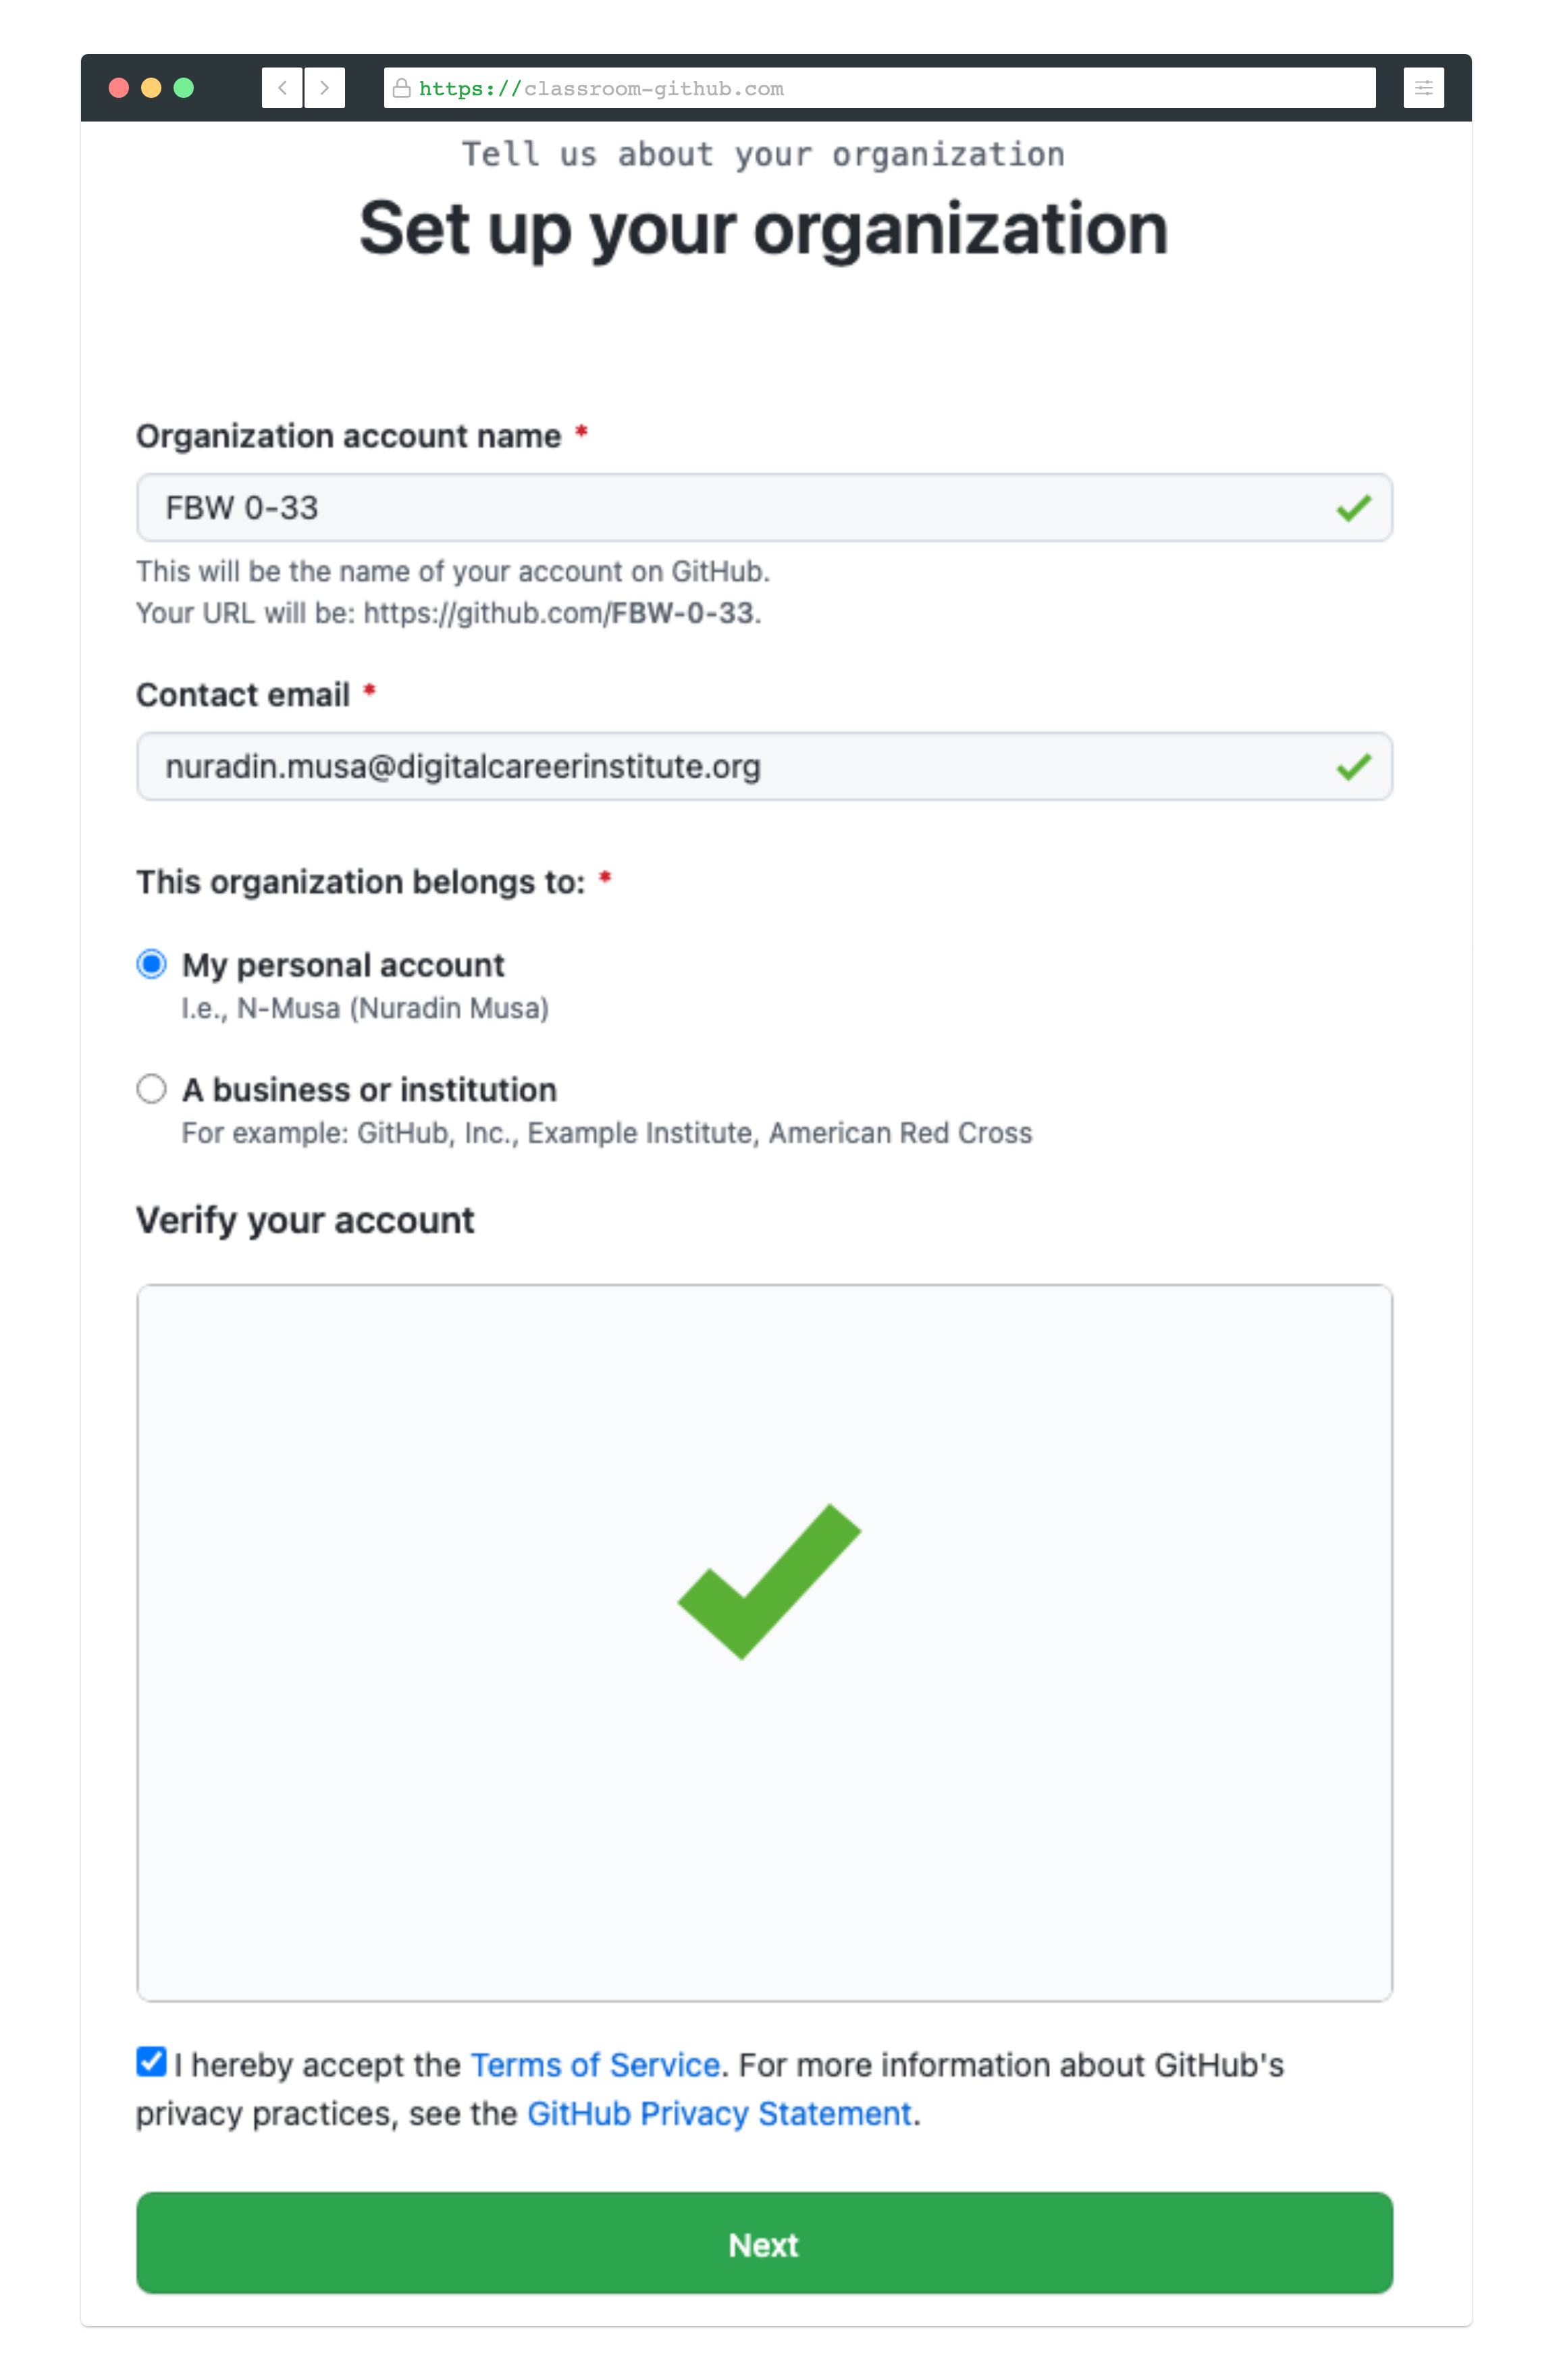 https://classroom-github.com
Tell us about your organization
Set up your organization
Organization account name *
FBW 0-33
This will be the name of your account on GitHub.
Your URL will be: https://github.com/FBW-0-33.
Contact email *
nuradin.musa@digitalcareerinstitute.org
This organization belongs to: *
My personal account
I.e., N-Musa (Nuradin Musa)
A business or institution
For example: GitHub, Inc., Example Institute, American Red Cross
Verify your account
I hereby accept the Terms of Service. For more information about GitHub's
privacy practices, see the GitHub Privacy Statement.
Next